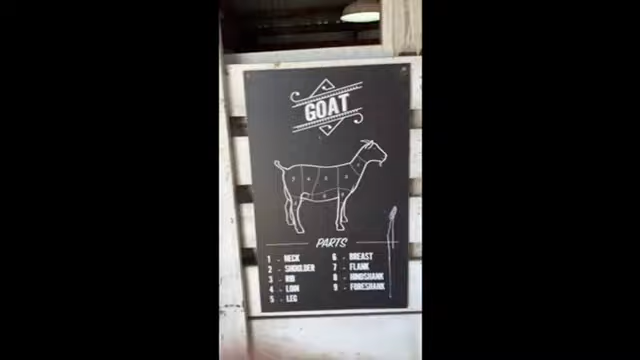 GOAT
PARTS
1 - NECK
2 - SHOULDER
3 - RIB
4 - LOIN
5 - LEG
6 - BREAST
7 - FLANK
8 - HINDSHANK
9 - FORESHANK